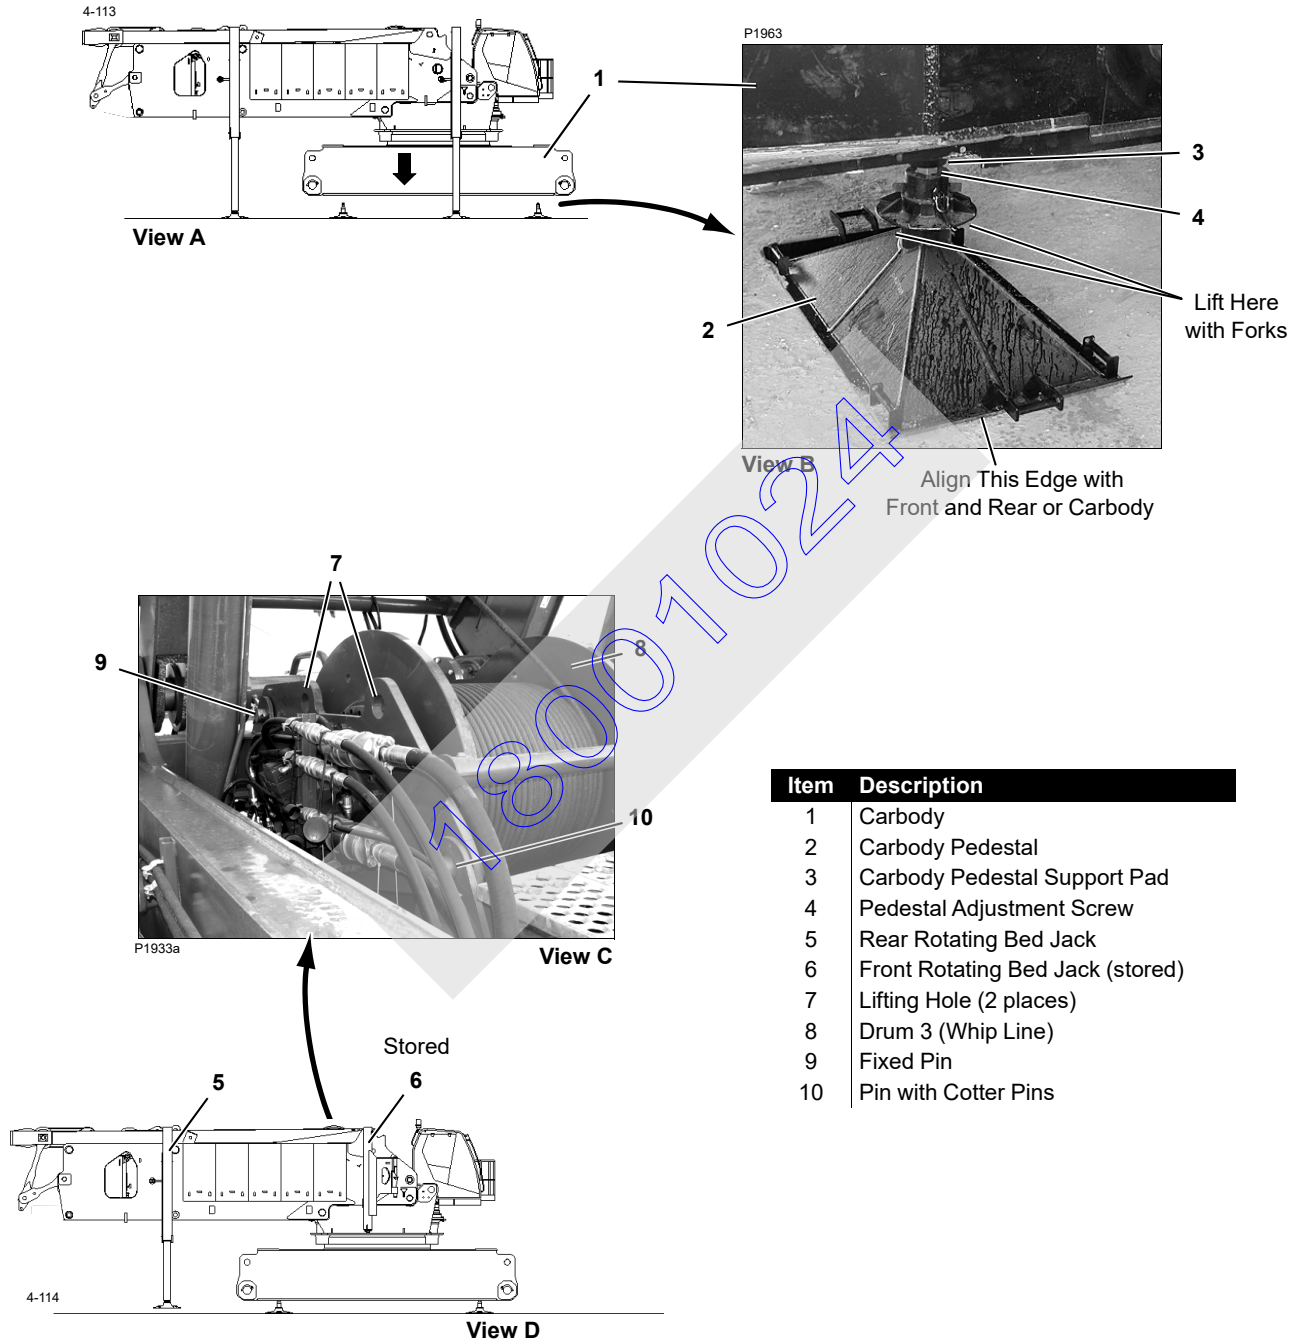 4-113
P1963
1
3
4
View A
Lift Here
with Forks
2
View B
Align This Edge with
Front and Rear or Carbody
7
8
9
10
P1933a
View C
18001024
Item Description
1 Carbody
2 Carbody Pedestal
3 Carbody Pedestal Support Pad
4 Pedestal Adjustment Screw
5 Rear Rotating Bed Jack
6 Front Rotating Bed Jack (stored)
7 Lifting Hole (2 places)
8 Drum 3 (Whip Line)
9 Fixed Pin
10 Pin with Cotter Pins
Stored
5
6
4-114
View D